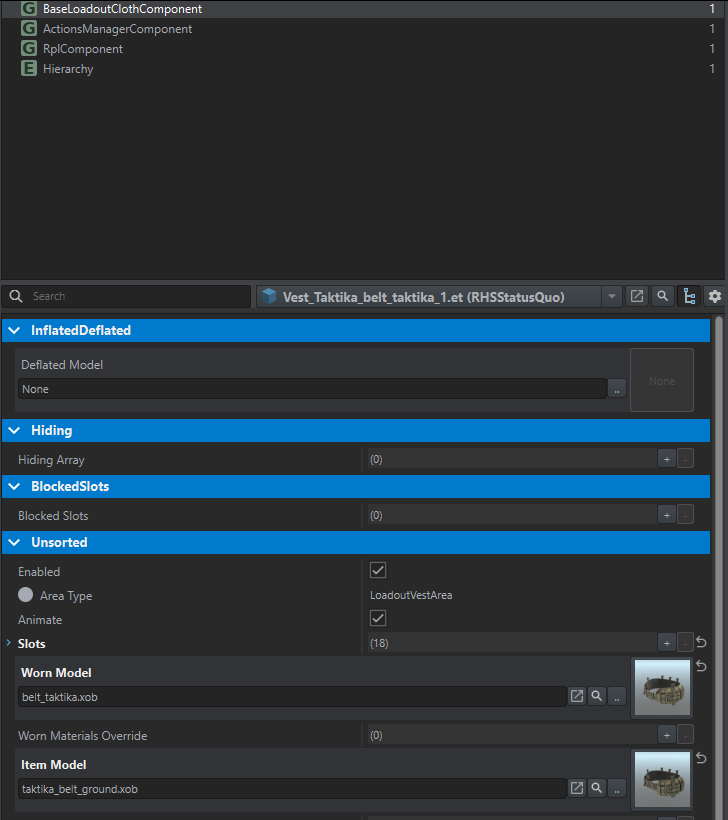 G BaseLoadoutClothComponent 1
G ActionsManagerComponent 1
G RplComponent 1
E Hierarchy 1
Search
Vest_Taktika_belt_taktika_1.et (RHSStatusQuo)
InflatedDeflated
Deflated Model
None ..
None
Hiding
Hiding Array (0) + -
BlockedSlots
Blocked Slots (0) + -
Unsorted
Enabled
Area Type LoadoutVestArea
Animate
Slots (18) + -
Worn Model
belt_taktika.xob ..
Worn Materials Override (0) + -
Item Model
taktika_belt_ground.xob ..